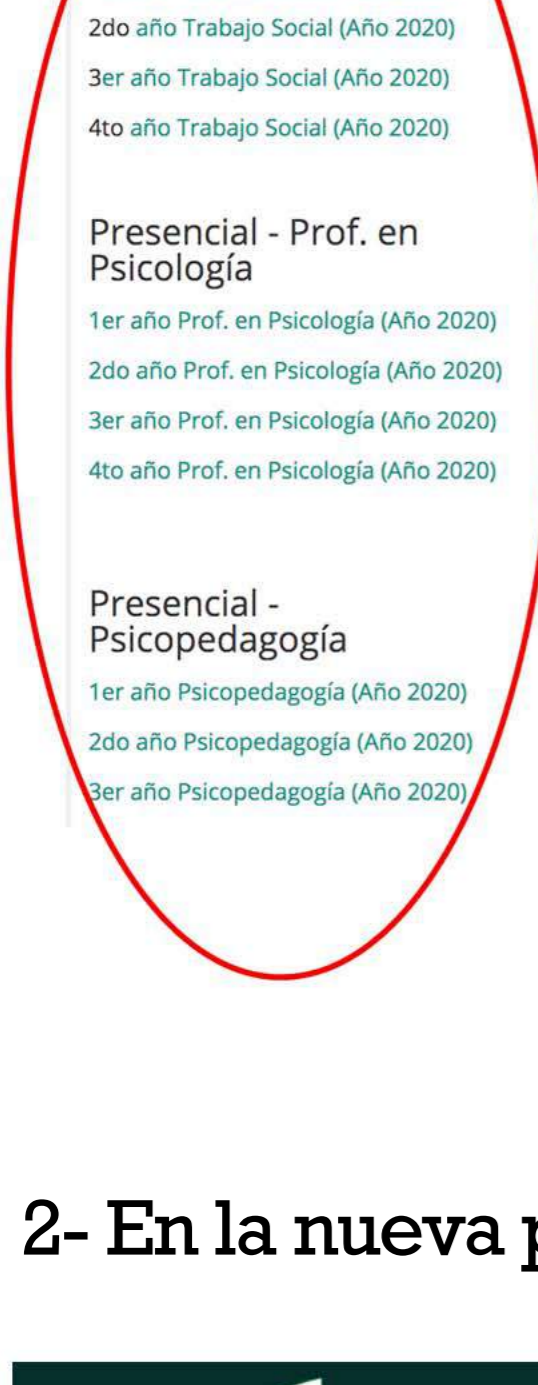 2do año Trabajo Social (Año 2020)
3er año Trabajo Social (Año 2020)
4to año Trabajo Social (Año 2020)
Presencial - Prof. en
Psicología
1er año Prof. en Psicología (Año 2020)
2do año Prof. en Psicología (Año 2020)
3er año Prof. en Psicología (Año 2020)
4to año Prof. en Psicología (Año 2020)
Presencial -
Psicopedagogía
1er año Psicopedagogía (Año 2020)
2do año Psicopedagogía (Año 2020)
3er año Psicopedagogía (Año 2020)
2- En la nueva p